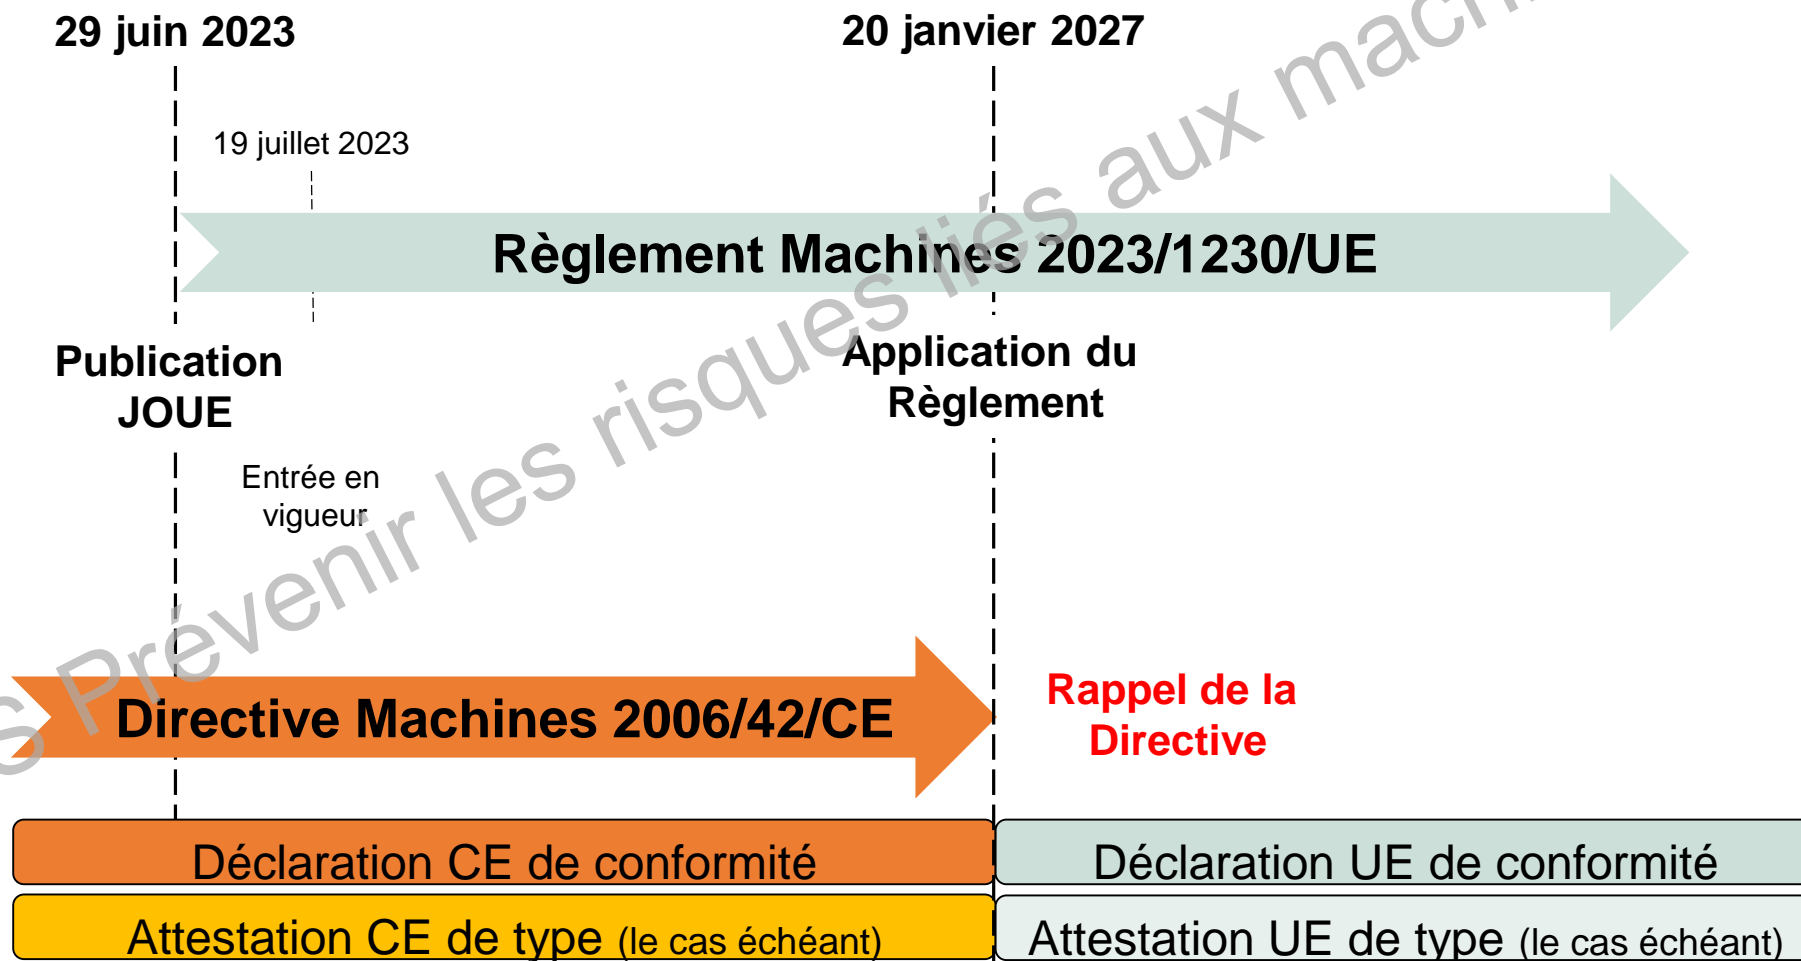 29 juin 2023
20 janvier 2027
19 juillet 2023
Règlement Machines 2023/1230/UE
Publication
JOUE
Application du
Règlement
Entrée en
vigueur
Directive Machines 2006/42/CE
Rappel de la
Directive
Déclaration CE de conformité
Déclaration UE de conformité
Attestation CE de type (le cas échéant)
Attestation UE de type (le cas échéant)
Prévenir les risques liés aux